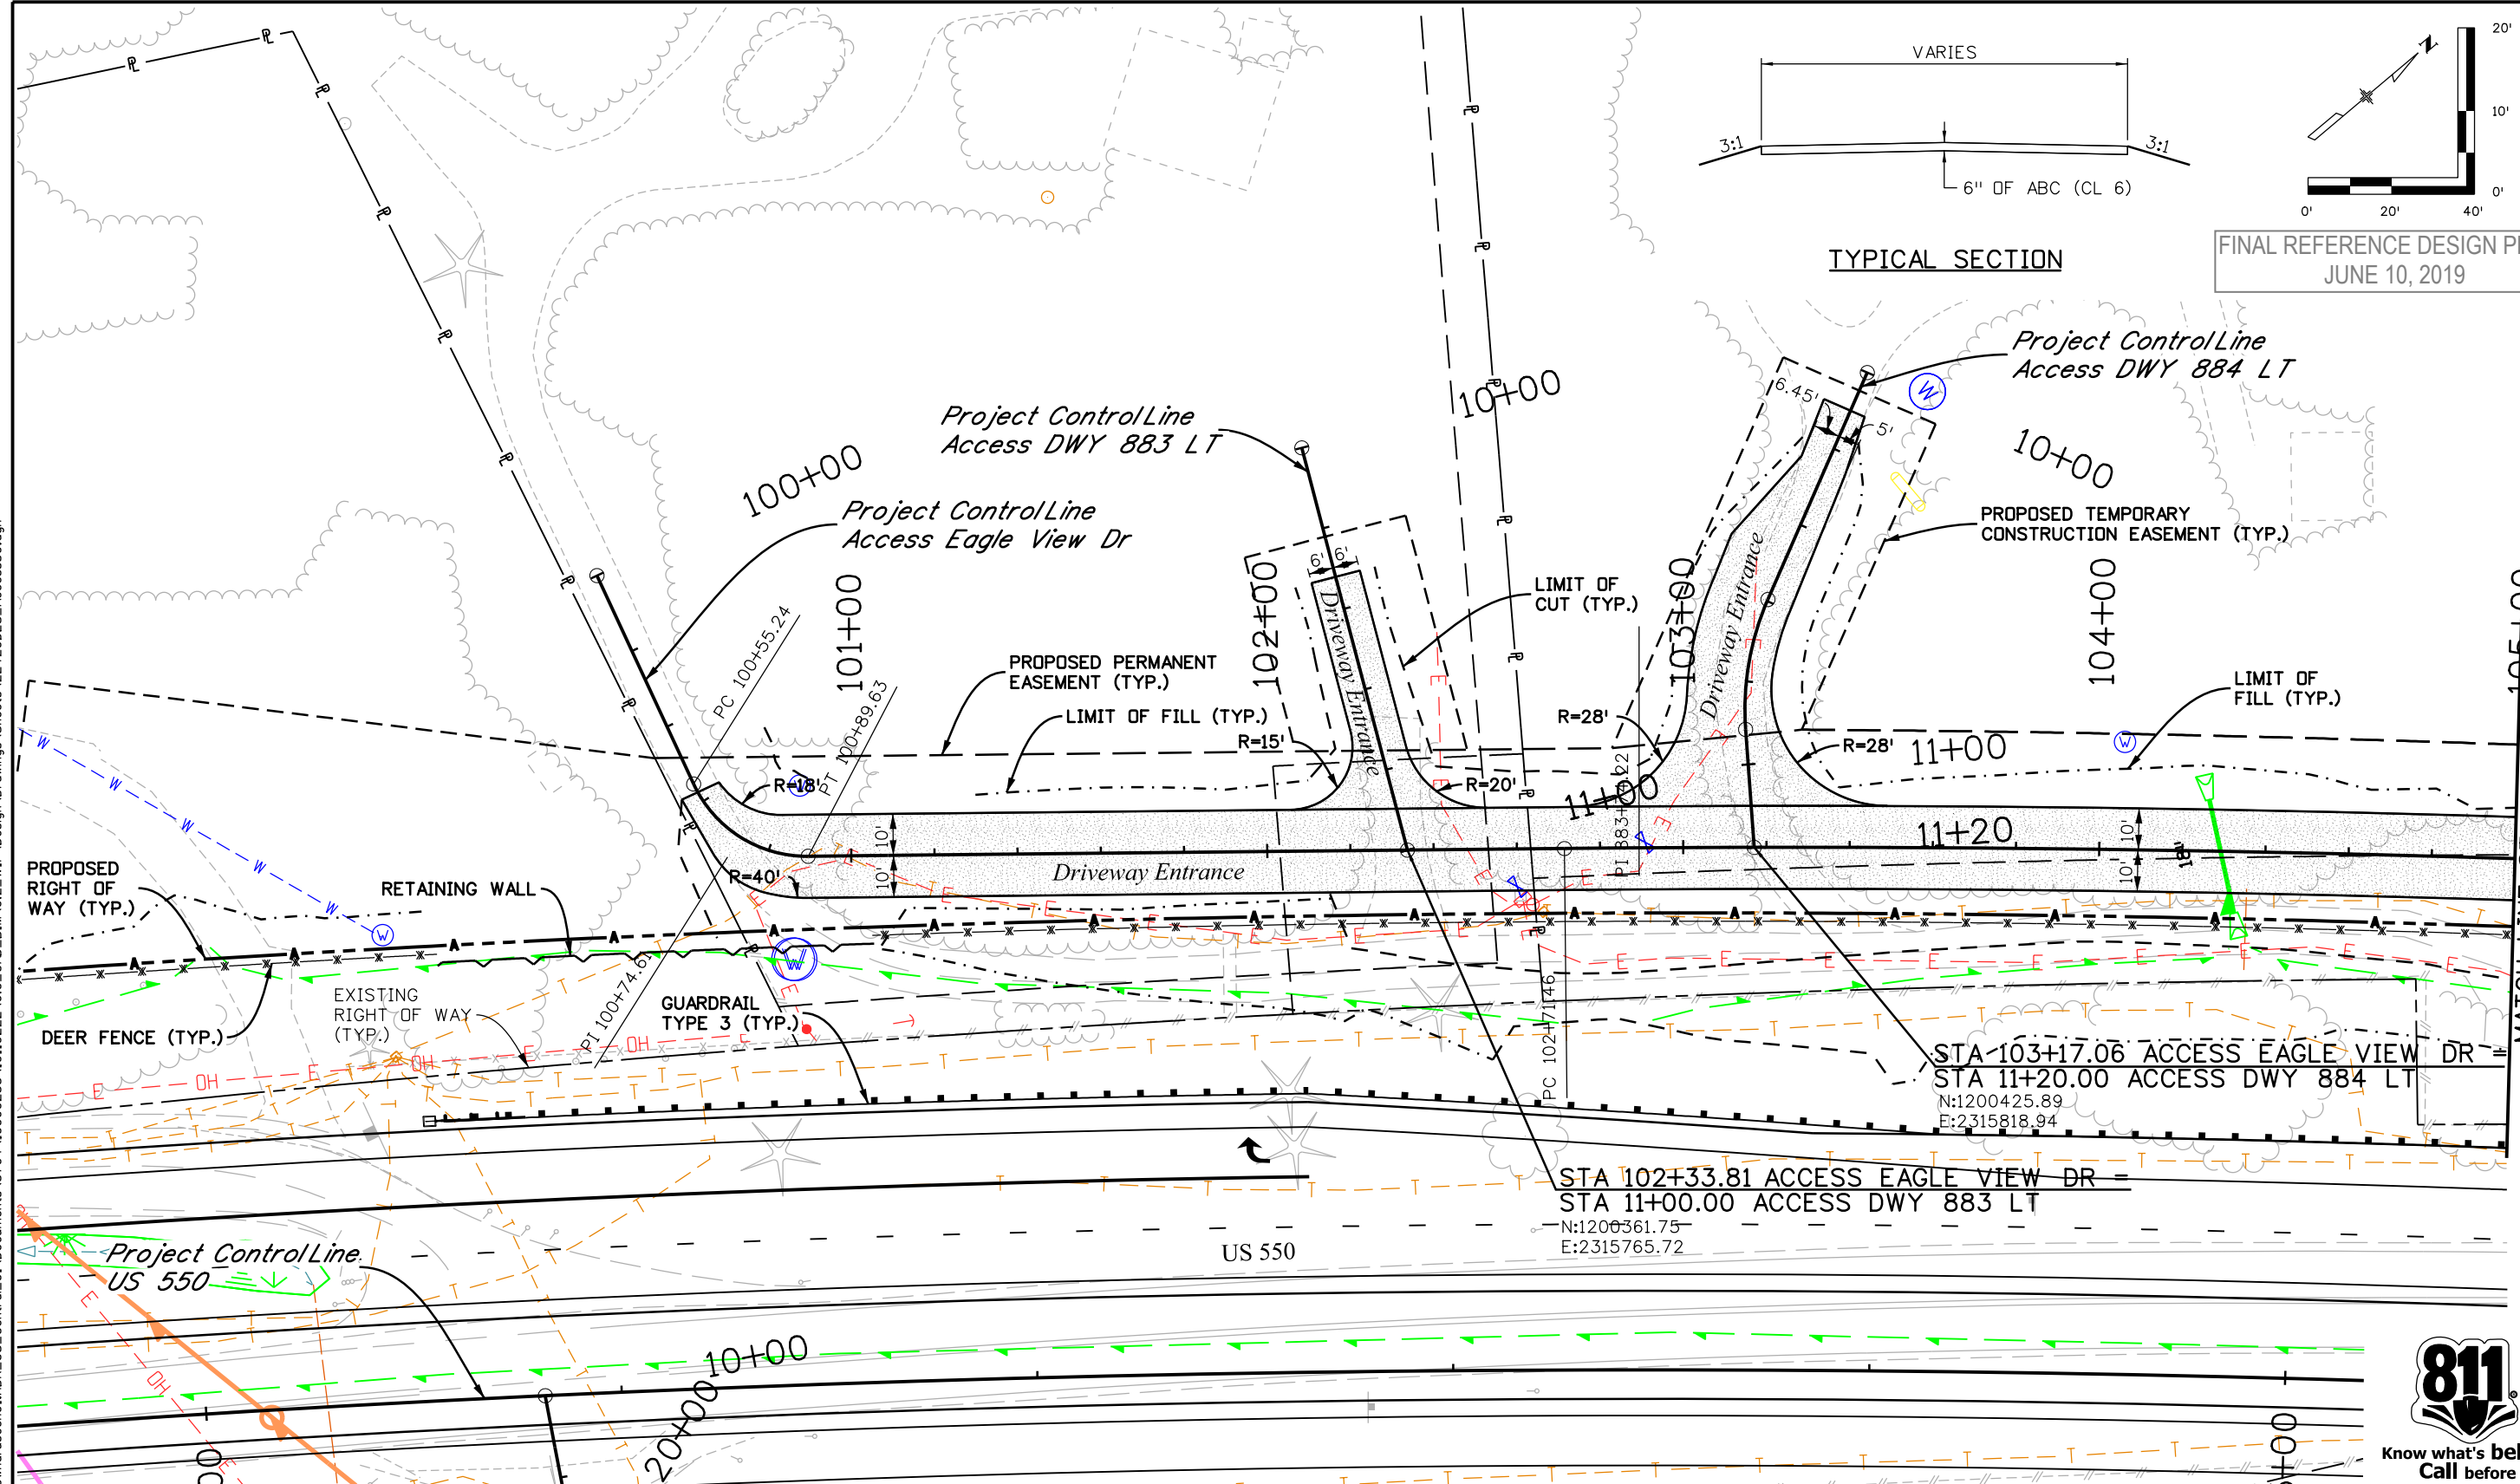 VARIES
3:1
3:1
6" OF ABC (CL 6)
TYPICAL SECTION
N
20'
10'
0'
0'
20'
40'
FINAL REFERENCE DESIGN
JUNE 10, 2019
Project Control Line
Access DWY 884 LT
6.45'
5'
10+00
10+00
Project Control Line
Access DWY 883 LT
100+00
Project Control Line
Access Eagle View Dr
PROPOSED TEMPORARY
CONSTRUCTION EASEMENT (TYP.)
6'
6'
LIMIT OF
CUT (TYP.)
101+00
102+00
103+00
104+00
Driveway Entrance
Driveway Entrance
PC 100+55.24
PT 100+89.63
PROPOSED PERMANENT
EASEMENT (TYP.)
LIMIT OF FILL (TYP.)
LIMIT OF
FILL (TYP.)
R=15'
R=28'
R=28'
11+00
R=18'
R=20'
11+00
11+20
10'
10'
10'
10'
18"
R=40'
Driveway Entrance
PROPOSED
RIGHT OF
WAY (TYP.)
RETAINING WALL
DEER FENCE (TYP.)
EXISTING
RIGHT OF WAY
(TYP.)
PI 100+74.61
GUARDRAIL
TYPE 3 (TYP.)
PC 102+71.46
STA 103+17.06 ACCESS EAGLE VIEW DR =
STA 11+20.00 ACCESS DWY 884 LT
N:1200425.89
E:2315818.94
STA 102+33.81 ACCESS EAGLE VIEW DR =
STA 11+00.00 ACCESS DWY 883 LT
N:1200361.75
E:2315765.72
US 550
Project Control Line
US 550
10+00
20+00
811
Know what's
Call before